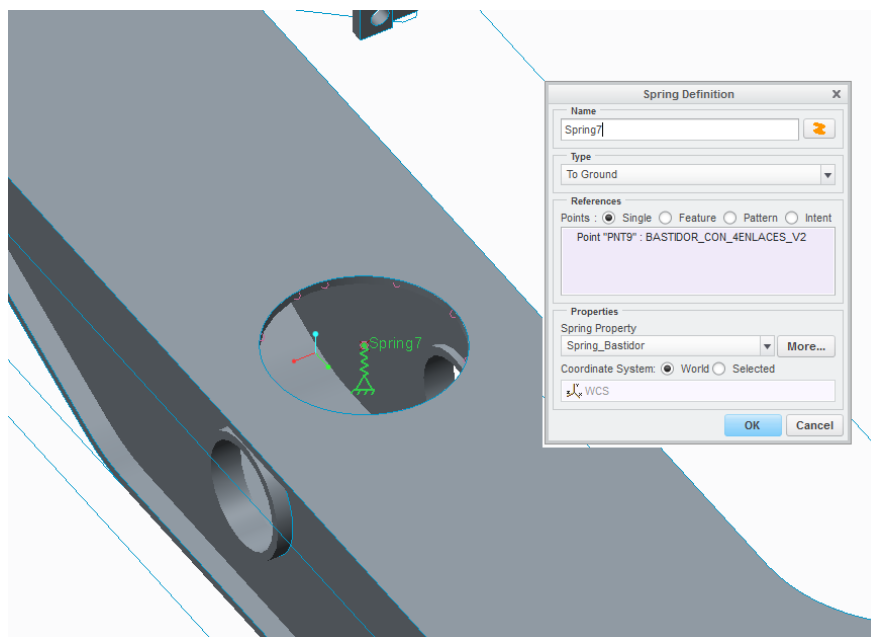 Spring Definition
Name
Spring7
Type
To Ground
References
Points : Single Feature Pattern Intent
Point "PNT9" : BASTIDOR_CON_4ENLACES_V2
Properties
Spring Property
Spring_Bastidor More...
Coordinate System: World Selected
WCS
OK Cancel
Spring7